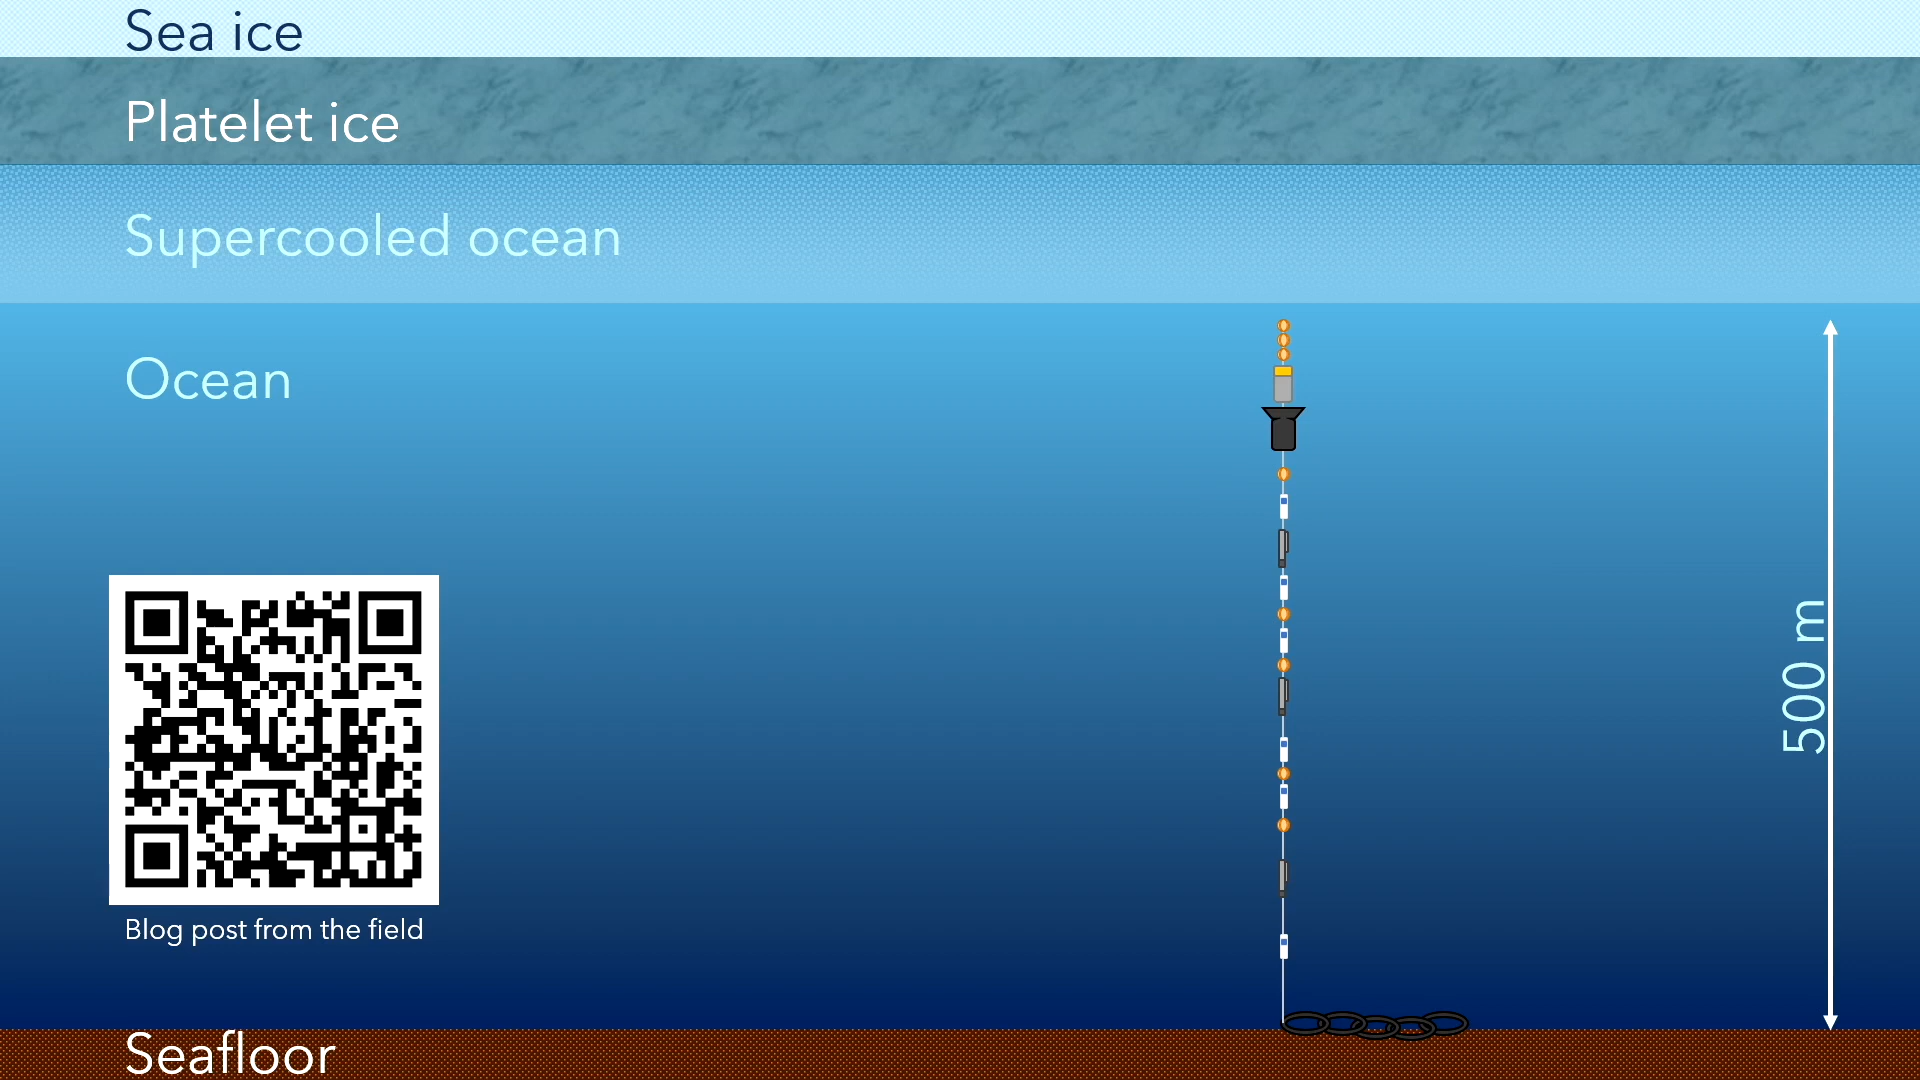 Sea ice
Platelet ice
Supercooled ocean
Ocean
500 m
Blog post from the field
Seafloor